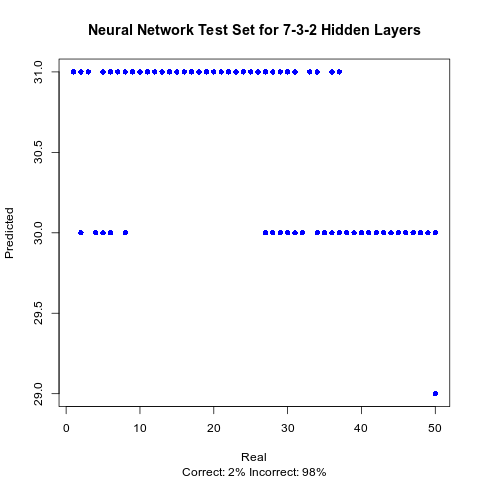 Neural Network Test Set for 7-3-2 Hidden Layers
31.0
30.5
30.0
29.5
29.0
Predicted
0 10 20 30 40 50
Real
Correct: 2% Incorrect: 98%